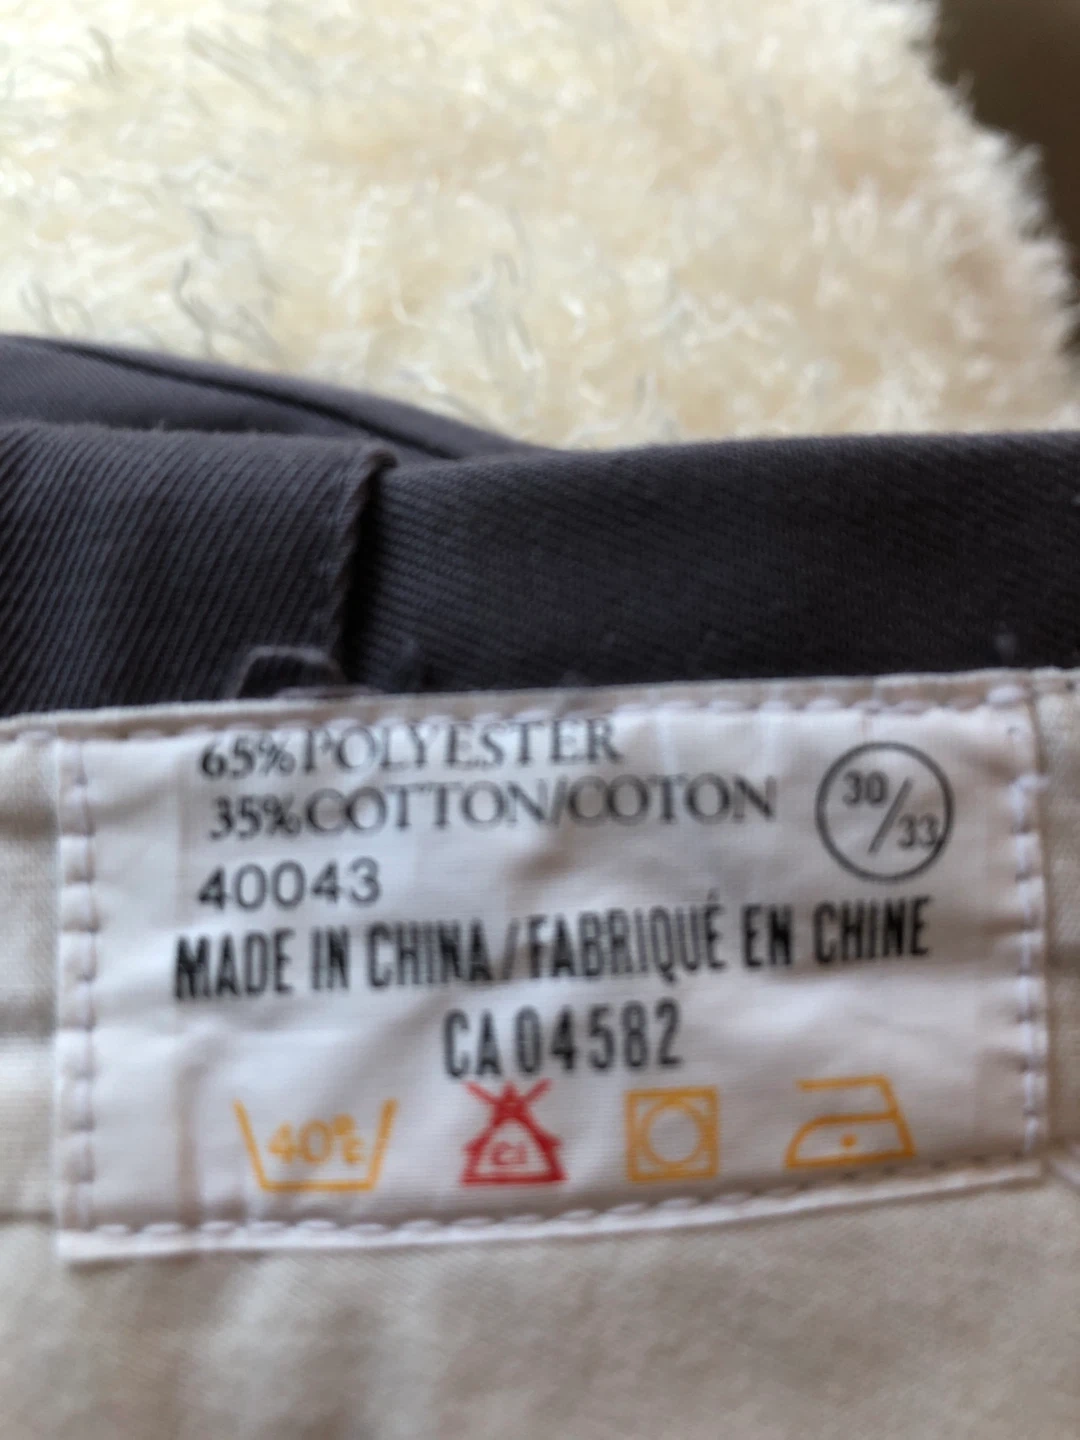 65% POLYESTER
35% COTTON/COTON
30/33
40043
MADE IN CHINA/FABRIQUÉ EN CHINE
CA 04582
40°C
Cl